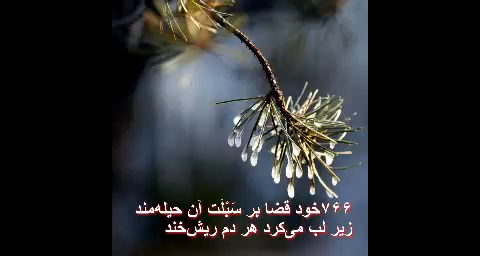 ۷۶۶خود قضا بر سَبْلَت آن حیله‌مند
زیر لب می‌کرد هر دم ریش‌خند